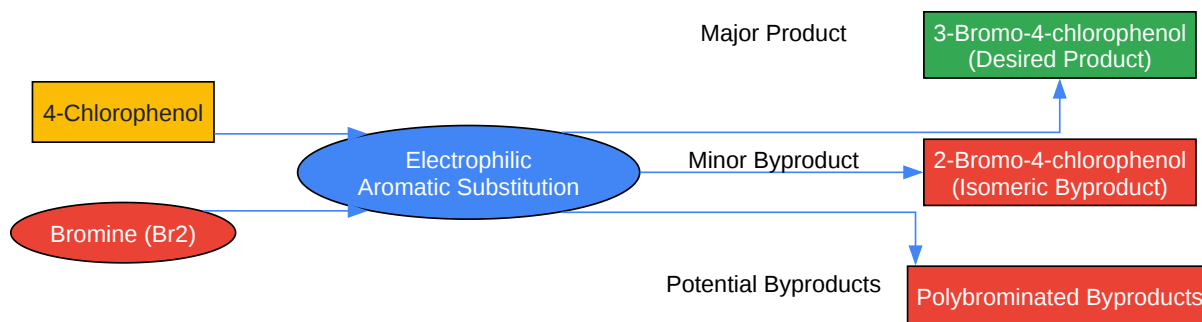 Major Product
3-Bromo-4-chlorophenol
(Desired Product)
4-Chlorophenol
Electrophilic
Aromatic Substitution
Minor Byproduct
2-Bromo-4-chlorophenol
(Isomeric Byproduct)
Bromine (Br2)
Potential Byproducts
Polybrominated Byproducts